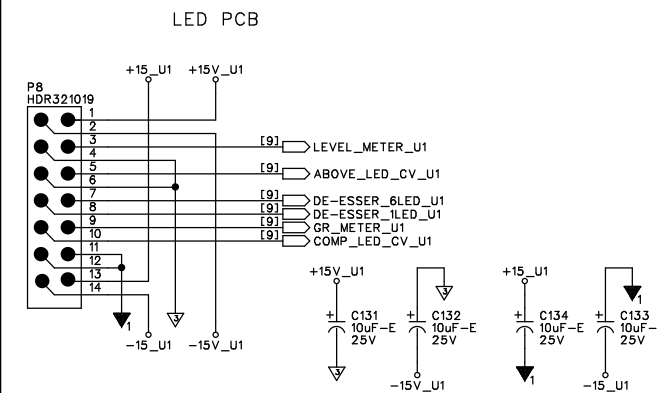 LED PCB
+15_U1 +15V_U1
P8
HDR321019
1
2
3 [9] LEVEL_METER_U1
4
5 [9] ABOVE_LED_CV_U1
6
7 [9] DE-ESSER_6LED_U1
8 [9] DE-ESSER_1LED_U1
9 [9] GR_METER_U1
10 [9] COMP_LED_CV_U1
11
12
13
14
1 3
-15_U1 -15V_U1
+15V_U1 3 +15_U1 1
+ C131 + C132 + C134 + C133
10uF-E 10uF-E 10uF-E 10uF-
25V 25V 25V 25V
3 1
-15V_U1 -15_U1